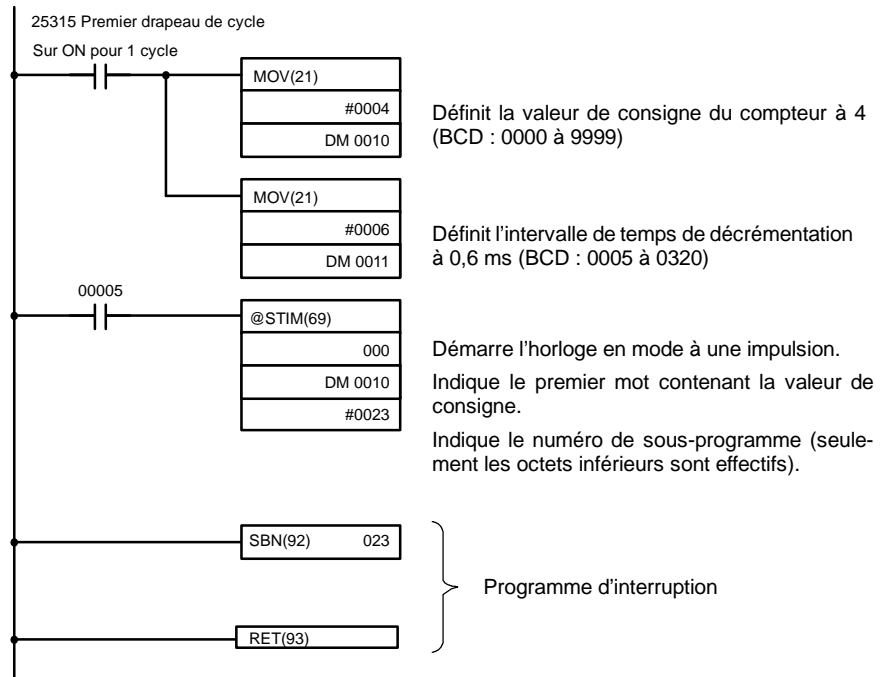 25315 Premier drapeau de cycle
Sur ON pour 1 cycle
MOV(21)
#0004
DM 0010
Définit la valeur de consigne du compteur à 4
(BCD : 0000 à 9999)
MOV(21)
#0006
DM 0011
Définit l’intervalle de temps de décrémentation
à 0,6 ms (BCD : 0005 à 0320)
00005
@STIM(69)
000
DM 0010
#0023
Démarre l’horloge en mode à une impulsion.
Indique le premier mot contenant la valeur de
consigne.
Indique le numéro de sous-programme (seule-
ment les octets inférieurs sont effectifs).
SBN(92) 023
Programme d’interruption
RET(93)